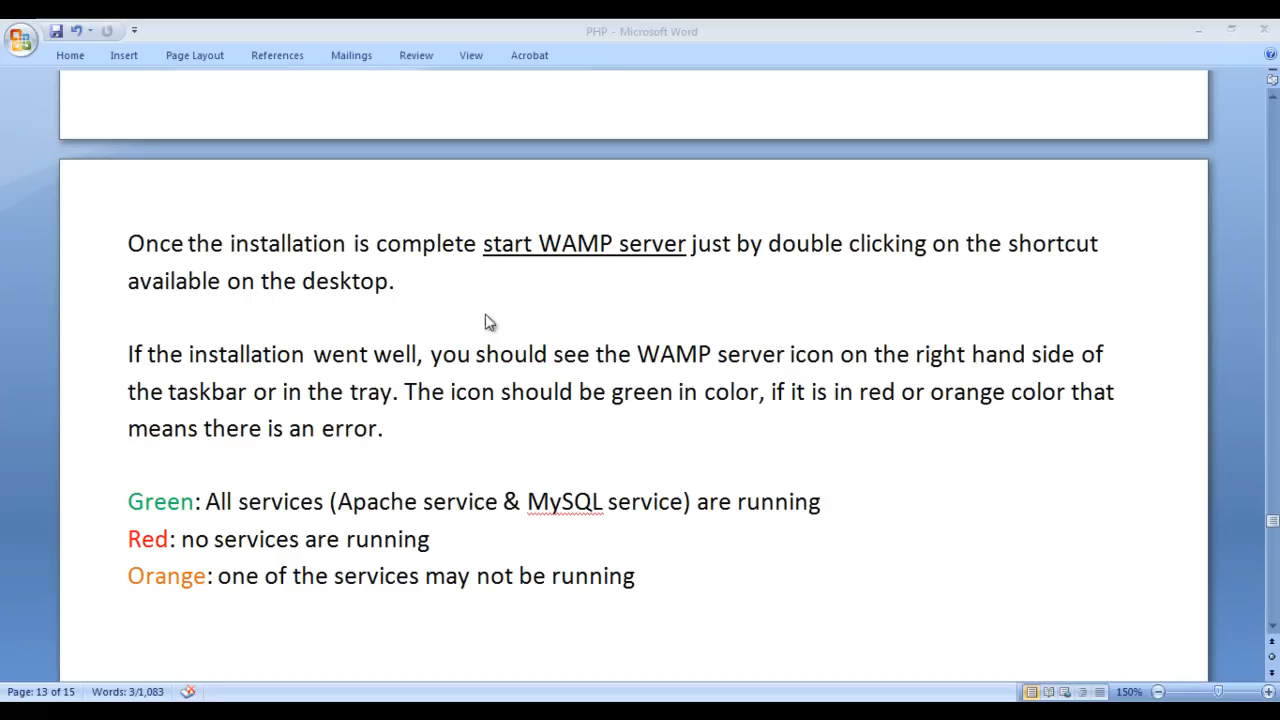 PHP - Microsoft Word
Home Insert Page Layout References Mailings Review View Acrobat
Once the installation is complete start WAMP server just by double clicking on the shortcut
available on the desktop.
If the installation went well, you should see the WAMP server icon on the right hand side of
the taskbar or in the tray. The icon should be green in color, if it is in red or orange color that
means there is an error.
Green: All services (Apache service & MySQL service) are running
Red: no services are running
Orange: one of the services may not be running
Page: 13 of 15 Words: 3/1,083 150%